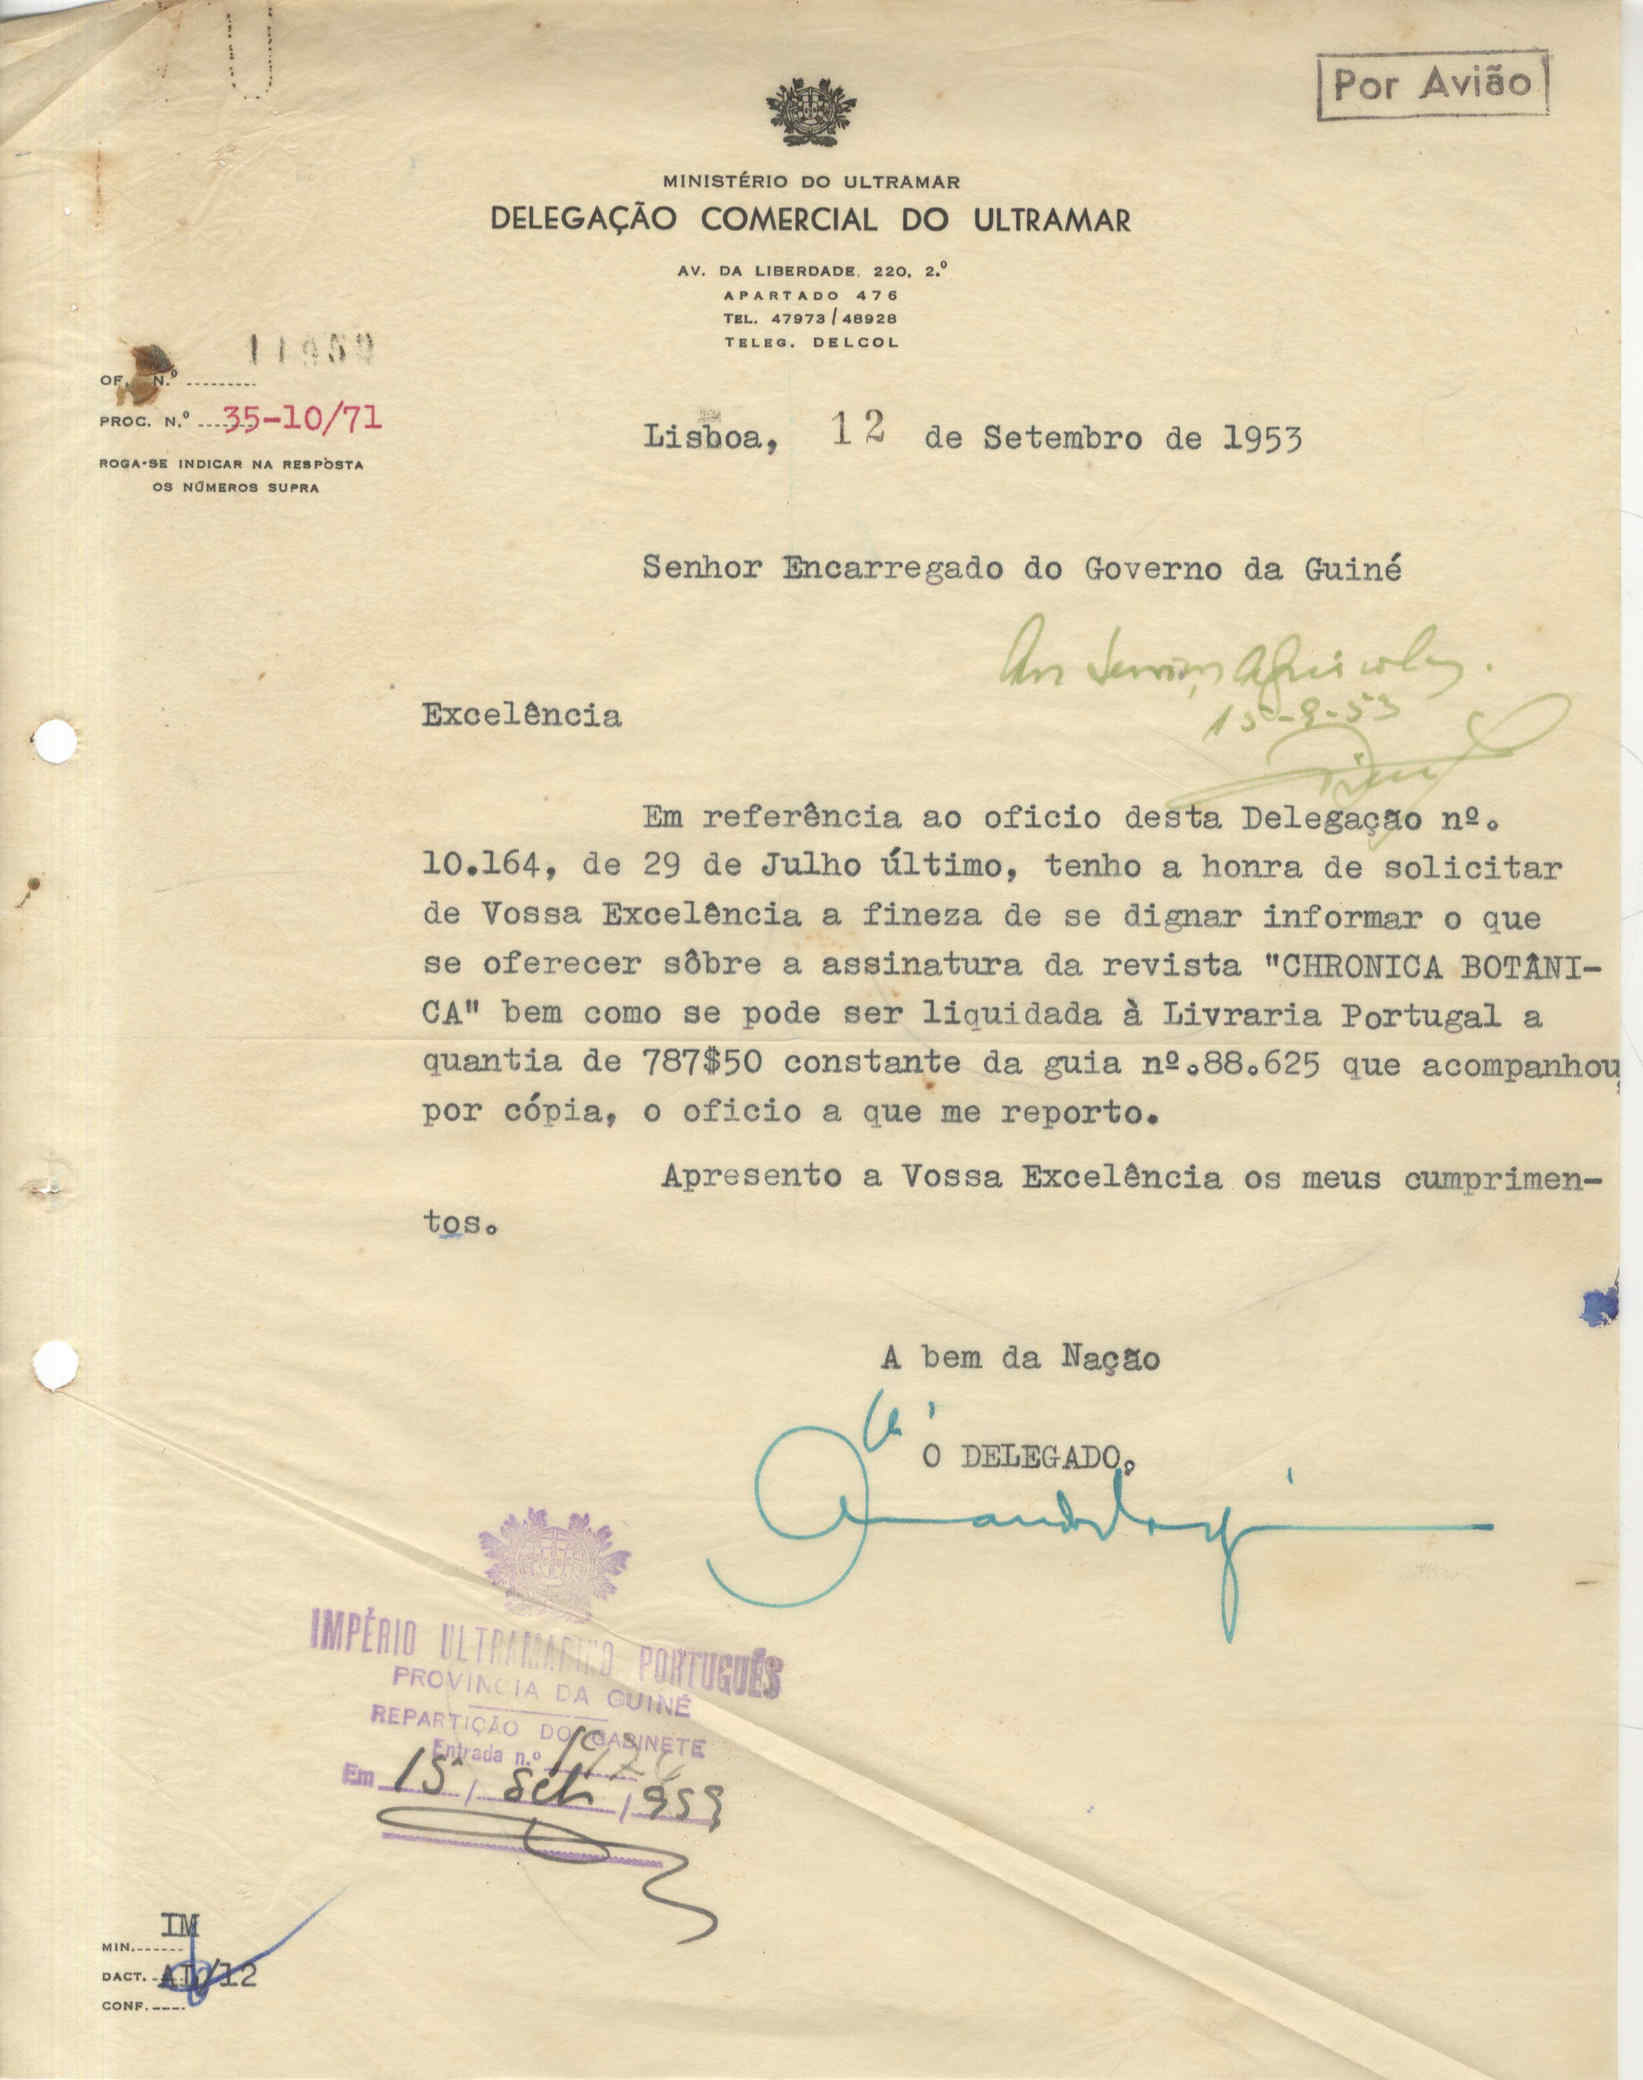 Por Avião
MINISTÉRIO DO ULTRAMAR
DELEGAÇÃO COMERCIAL DO ULTRAMAR
AV. DA LIBERDADE, 220, 2.º
APARTADO 476
TEL. 47973/48928
TELEG. DELCOL
OF. N.º
PROC. N.º 35-10/71
ROGA-SE INDICAR NA RESPOSTA
OS NÚMEROS SUPRA
Lisboa, 12 de Setembro de 1953
Senhor Encarregado do Governo da Guiné
15-9-53
Excelência
Em referência ao oficio desta Delegação nº.
10.164, de 29 de Julho último, tenho a honra de solicitar
de Vossa Excelência a fineza de se dignar informar o que
se oferecer sôbre a assinatura da revista "CHRONICA BOTÂNI-
CA" bem como se pode ser liquidada à Livraria Portugal a
quantia de 787$50 constante da guia nº.88.625 que acompanhou,
por cópia, o oficio a que me reporto.
Apresento a Vossa Excelência os meus cumprimen-
tos.
A bem da Nação
O DELEGADO,
IMPÉRIO ULTRAMARINO PORTUGUÊS
PROVINCIA DA GUINÉ
REPARTIÇÃO DO GABINETE
Entrada n.º
Em 15 / Set / 953
MIN. IM
DACT. AL/12
CONF.